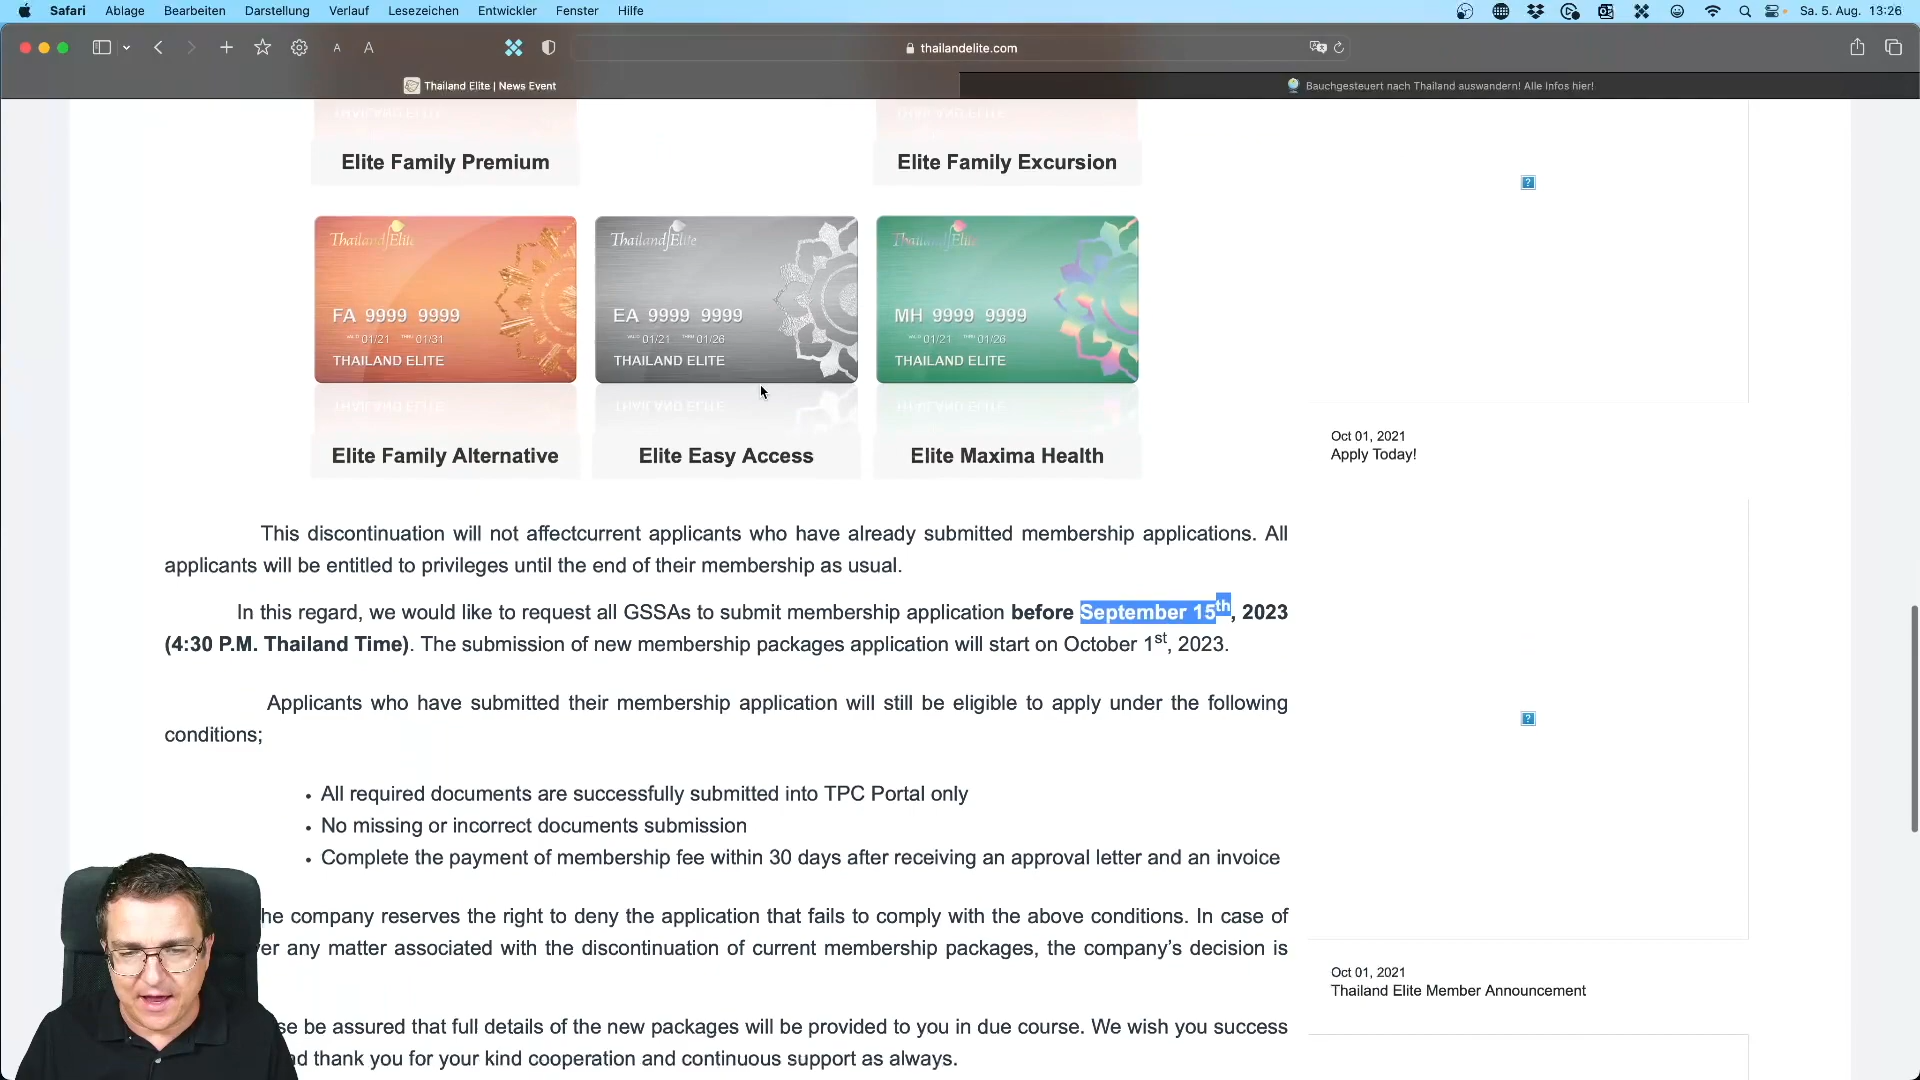 Safari Ablage Bearbeiten Darstellung Verlauf Lesezeichen Entwickler Fenster Hilfe Sa. 5. Aug. 13:26
A A thailandelite.com
Thailand Elite | News Event
Bauchgesteuert nach Thailand auswandern! Alle Infos hier!
Elite Family Premium
Elite Family Excursion
Thailand Elite
FA 9999 9999
01/21 01/31
THAILAND ELITE
Thailand Elite
EA 9999 9999
01/21 01/26
THAILAND ELITE
Thailand Elite
MH 9999 9999
01/21 01/26
THAILAND ELITE
Elite Family Alternative
Elite Easy Access
Elite Maxima Health
This discontinuation will not affectcurrent applicants who have already submitted membership applications. All
applicants will be entitled to privileges until the end of their membership as usual.
In this regard, we would like to request all GSSAs to submit membership application before September 15th, 2023
(4:30 P.M. Thailand Time). The submission of new membership packages application will start on October 1st, 2023.
Applicants who have submitted their membership application will still be eligible to apply under the following
conditions;
• All required documents are successfully submitted into TPC Portal only
• No missing or incorrect documents submission
• Complete the payment of membership fee within 30 days after receiving an approval letter and an invoice
he company reserves the right to deny the application that fails to comply with the above conditions. In case of
er any matter associated with the discontinuation of current membership packages, the company's decision is
se be assured that full details of the new packages will be provided to you in due course. We wish you success
nd thank you for your kind cooperation and continuous support as always.
Oct 01, 2021
Apply Today!
Oct 01, 2021
Thailand Elite Member Announcement